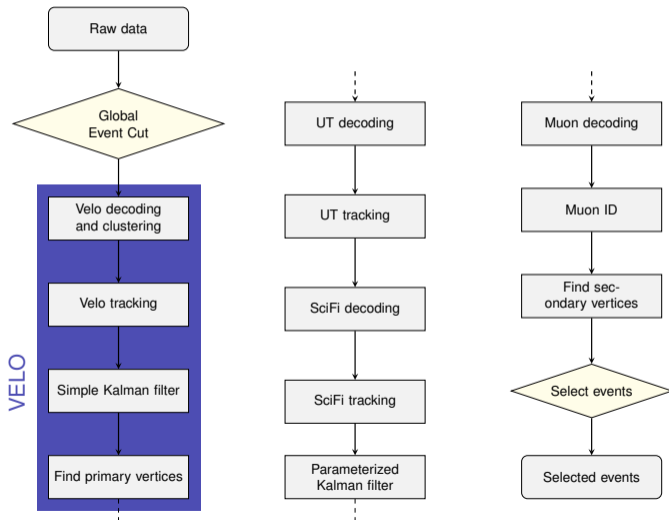 Raw data
Global
Event Cut
Velo decoding
and clustering
Velo tracking
Simple Kalman filter
Find primary vertices
VELO
UT decoding
UT tracking
SciFi decoding
SciFi tracking
Parameterized
Kalman filter
Muon decoding
Muon ID
Find sec-
ondary vertices
Select events
Selected events